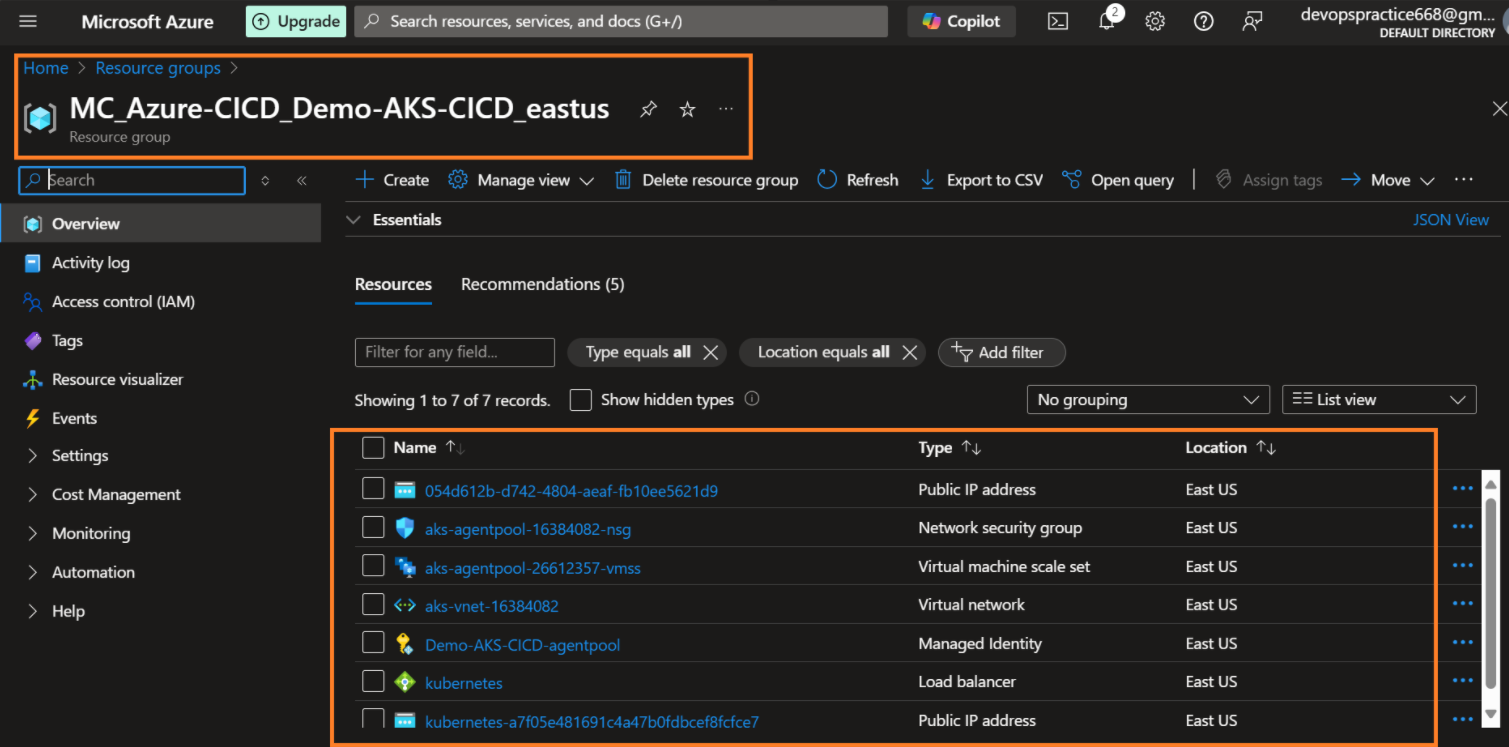 Microsoft Azure
Upgrade
Search resources, services, and docs (G+/)
Copilot
2
devopspractice668@gm...
DEFAULT DIRECTORY
Home > Resource groups >
MC_Azure-CICD_Demo-AKS-CICD_eastus
...
Resource group
Search
Create
Manage view
Delete resource group
Refresh
Export to CSV
Open query
Assign tags
Move
...
Overview
Activity log
Access control (IAM)
Tags
Resource visualizer
Events
Settings
Cost Management
Monitoring
Automation
Help
Essentials
JSON View
Resources
Recommendations (5)
Filter for any field...
Type equals all
Location equals all
Add filter
Showing 1 to 7 of 7 records.
Show hidden types
No grouping
List view
Name Type Location
054d612b-d742-4804-aeaf-fb10ee5621d9 Public IP address East US
aks-agentpool-16384082-nsg Network security group East US
aks-agentpool-26612357-vmss Virtual machine scale set East US
aks-vnet-16384082 Virtual network East US
Demo-AKS-CICD-agentpool Managed Identity East US
kubernetes Load balancer East US
kubernetes-a7f05e481691c4a47b0fdbcef8fcfce7 Public IP address East US